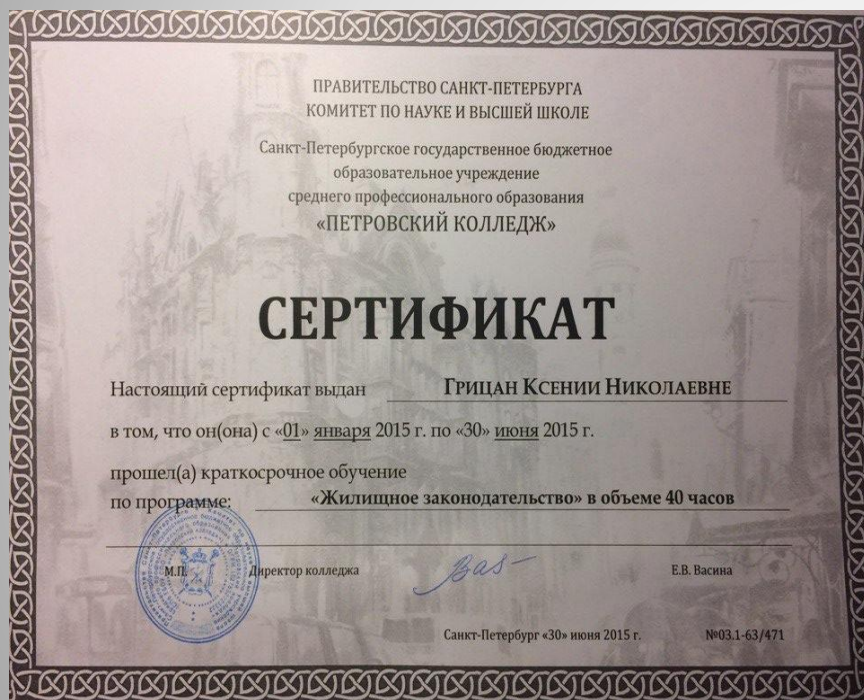 ПРАВИТЕЛЬСТВО САНКТ-ПЕТЕРБУРГА
КОМИТЕТ ПО НАУКЕ И ВЫСШЕЙ ШКОЛЕ
Санкт-Петербургское государственное бюджетное
образовательное учреждение
среднего профессионального образования
«ПЕТРОВСКИЙ КОЛЛЕДЖ»
СЕРТИФИКАТ
Настоящий сертификат выдан ГРИЦАН КСЕНИИ НИКОЛАЕВНЕ
в том, что он(она) с «01» января 2015 г. по «30» июня 2015 г.
прошел(а) краткосрочное обучение
по программе: «Жилищное законодательство» в объеме 40 часов
М.П. Директор колледжа Е.В. Васина
Санкт-Петербург «30» июня 2015 г. №03.1-63/471